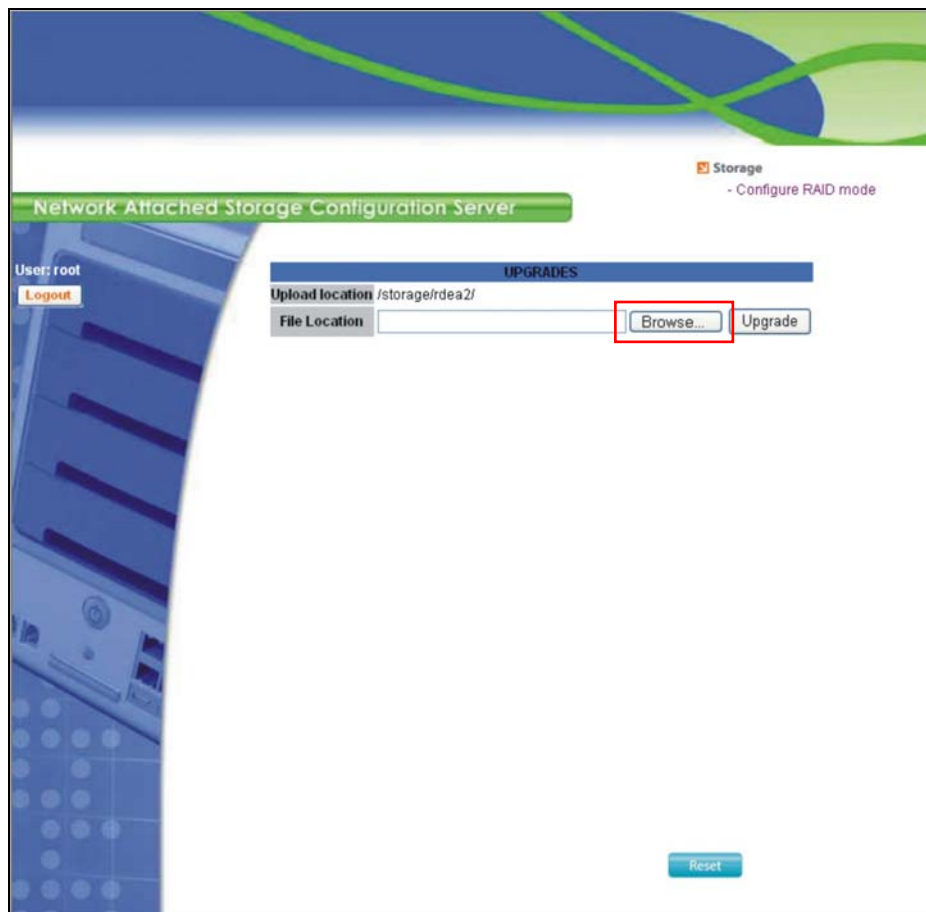 Storage
- Configure RAID mode
Network Attached Storage Configuration Server
User: root
Logout
UPGRADES
Upload location /storage/rdea2/
File Location Browse... Upgrade
Reset